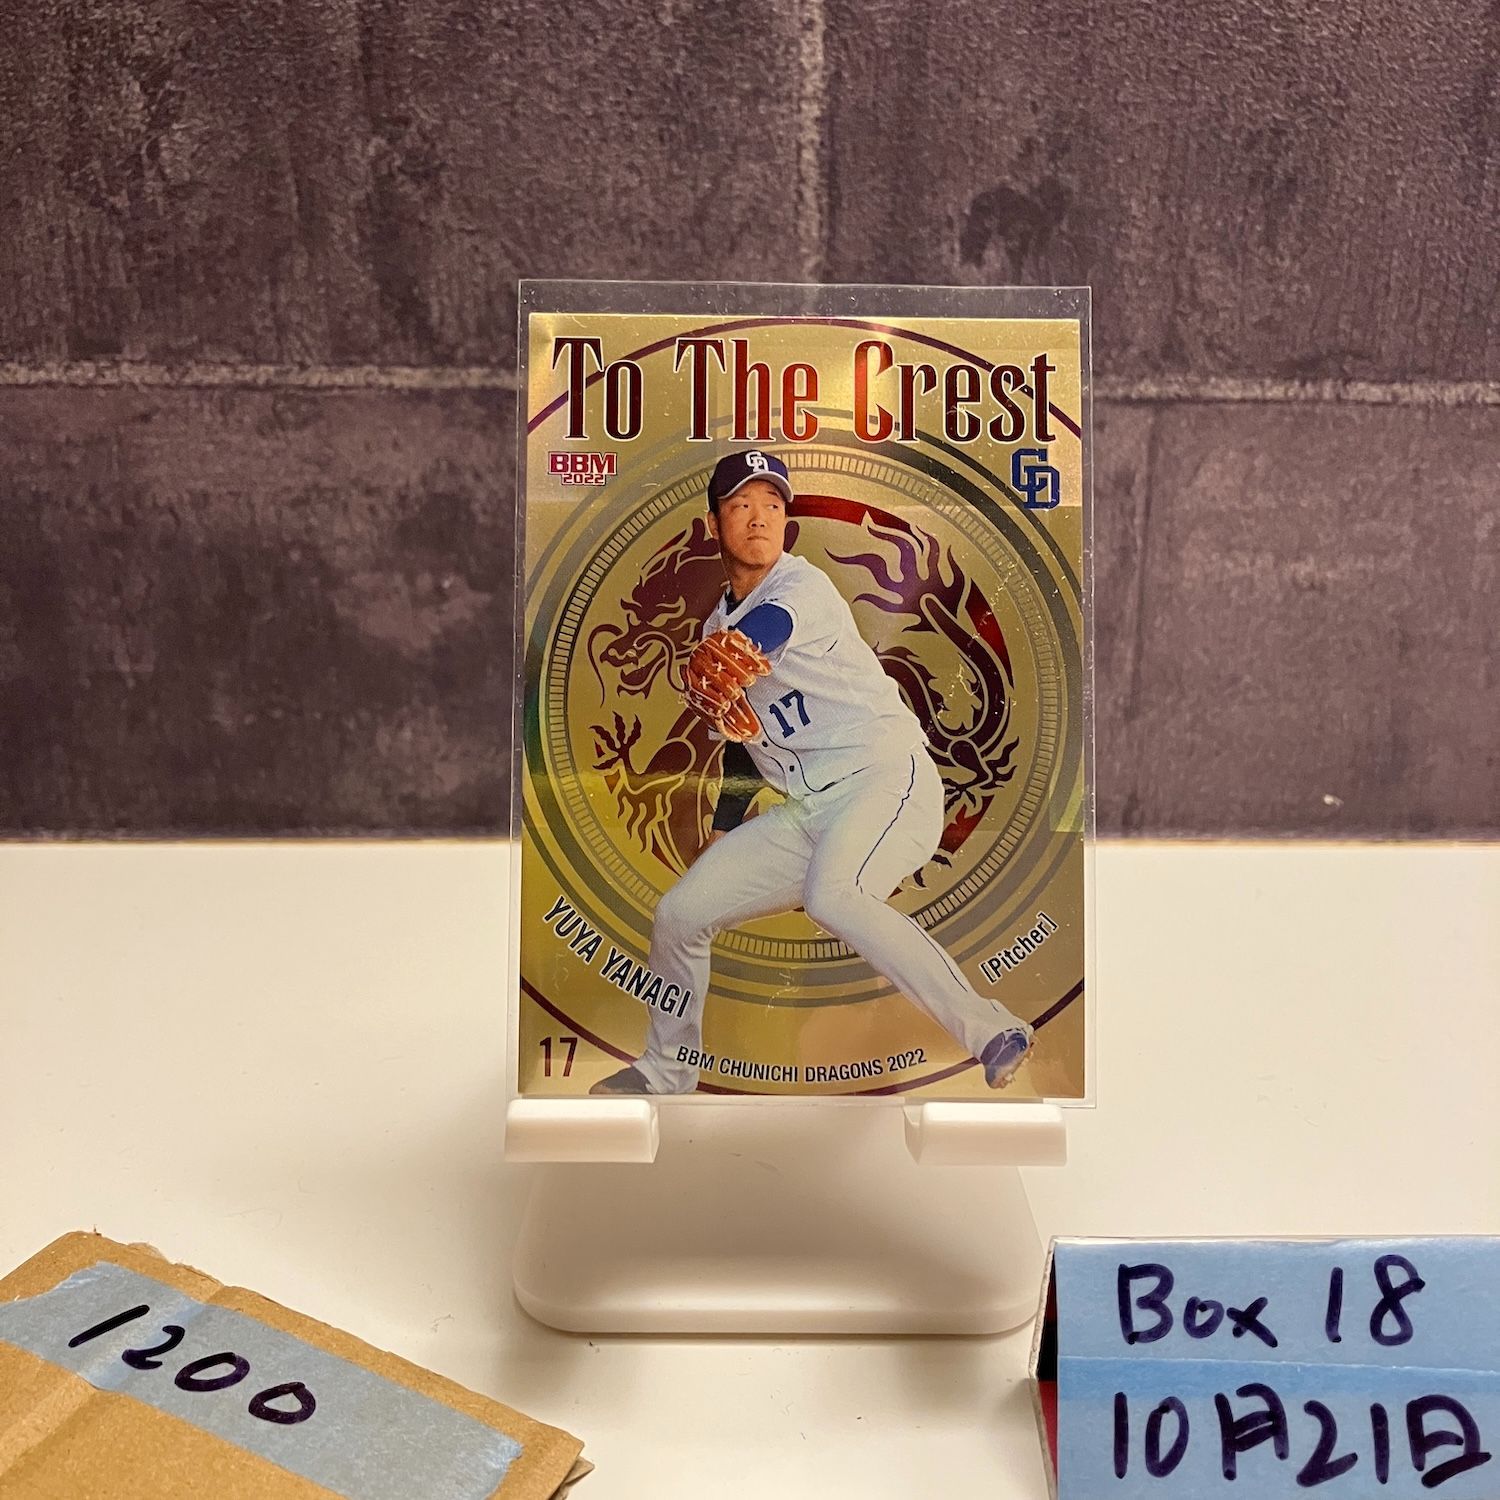 To The Crest
BBM
2022
CD
CD
17
YUYA YANAGI
[Pitcher]
17
BBM CHUNICHI DRAGONS 2022
1200
Box 18
10月21日